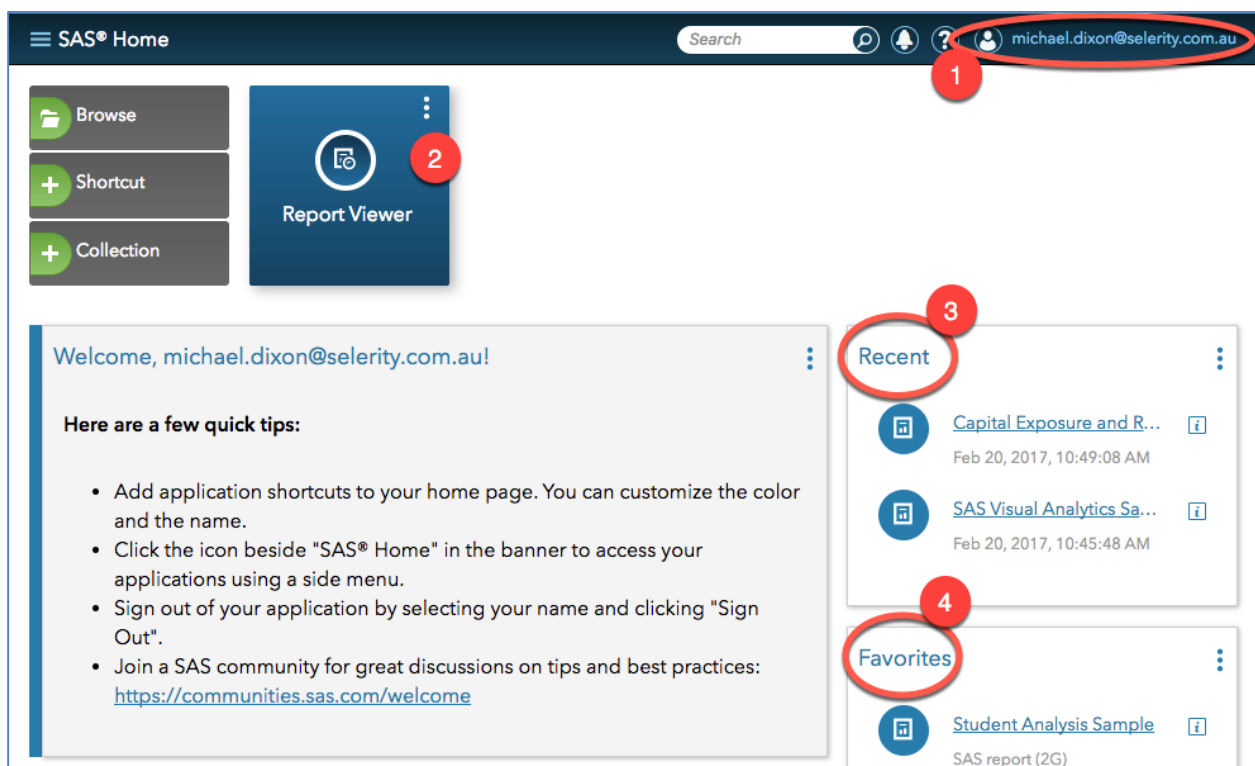 SAS® Home
Search
?
michael.dixon@selerity.com.au
1
Browse
Shortcut
Collection
2
Report Viewer
3
Welcome, michael.dixon@selerity.com.au!
Here are a few quick tips:
• Add application shortcuts to your home page. You can customize the color
and the name.
• Click the icon beside "SAS® Home" in the banner to access your
applications using a side menu.
• Sign out of your application by selecting your name and clicking "Sign
Out".
• Join a SAS community for great discussions on tips and best practices:
https://communities.sas.com/welcome
Recent
Capital Exposure and R... i
Feb 20, 2017, 10:49:08 AM
SAS Visual Analytics Sa... i
Feb 20, 2017, 10:45:48 AM
4
Favorites
Student Analysis Sample i
SAS report (2G)